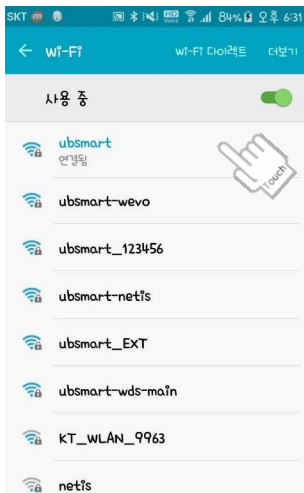 SKT 84% 오후 6:31
Wi-Fi Wi-Fi 다이렉트 더보기
사용 중
ubsmart
연결됨
Touch
ubsmart-wevo
ubsmart_123456
ubsmart-netis
ubsmart_EXT
ubsmart-wds-main
KT_WLAN_9963
netis